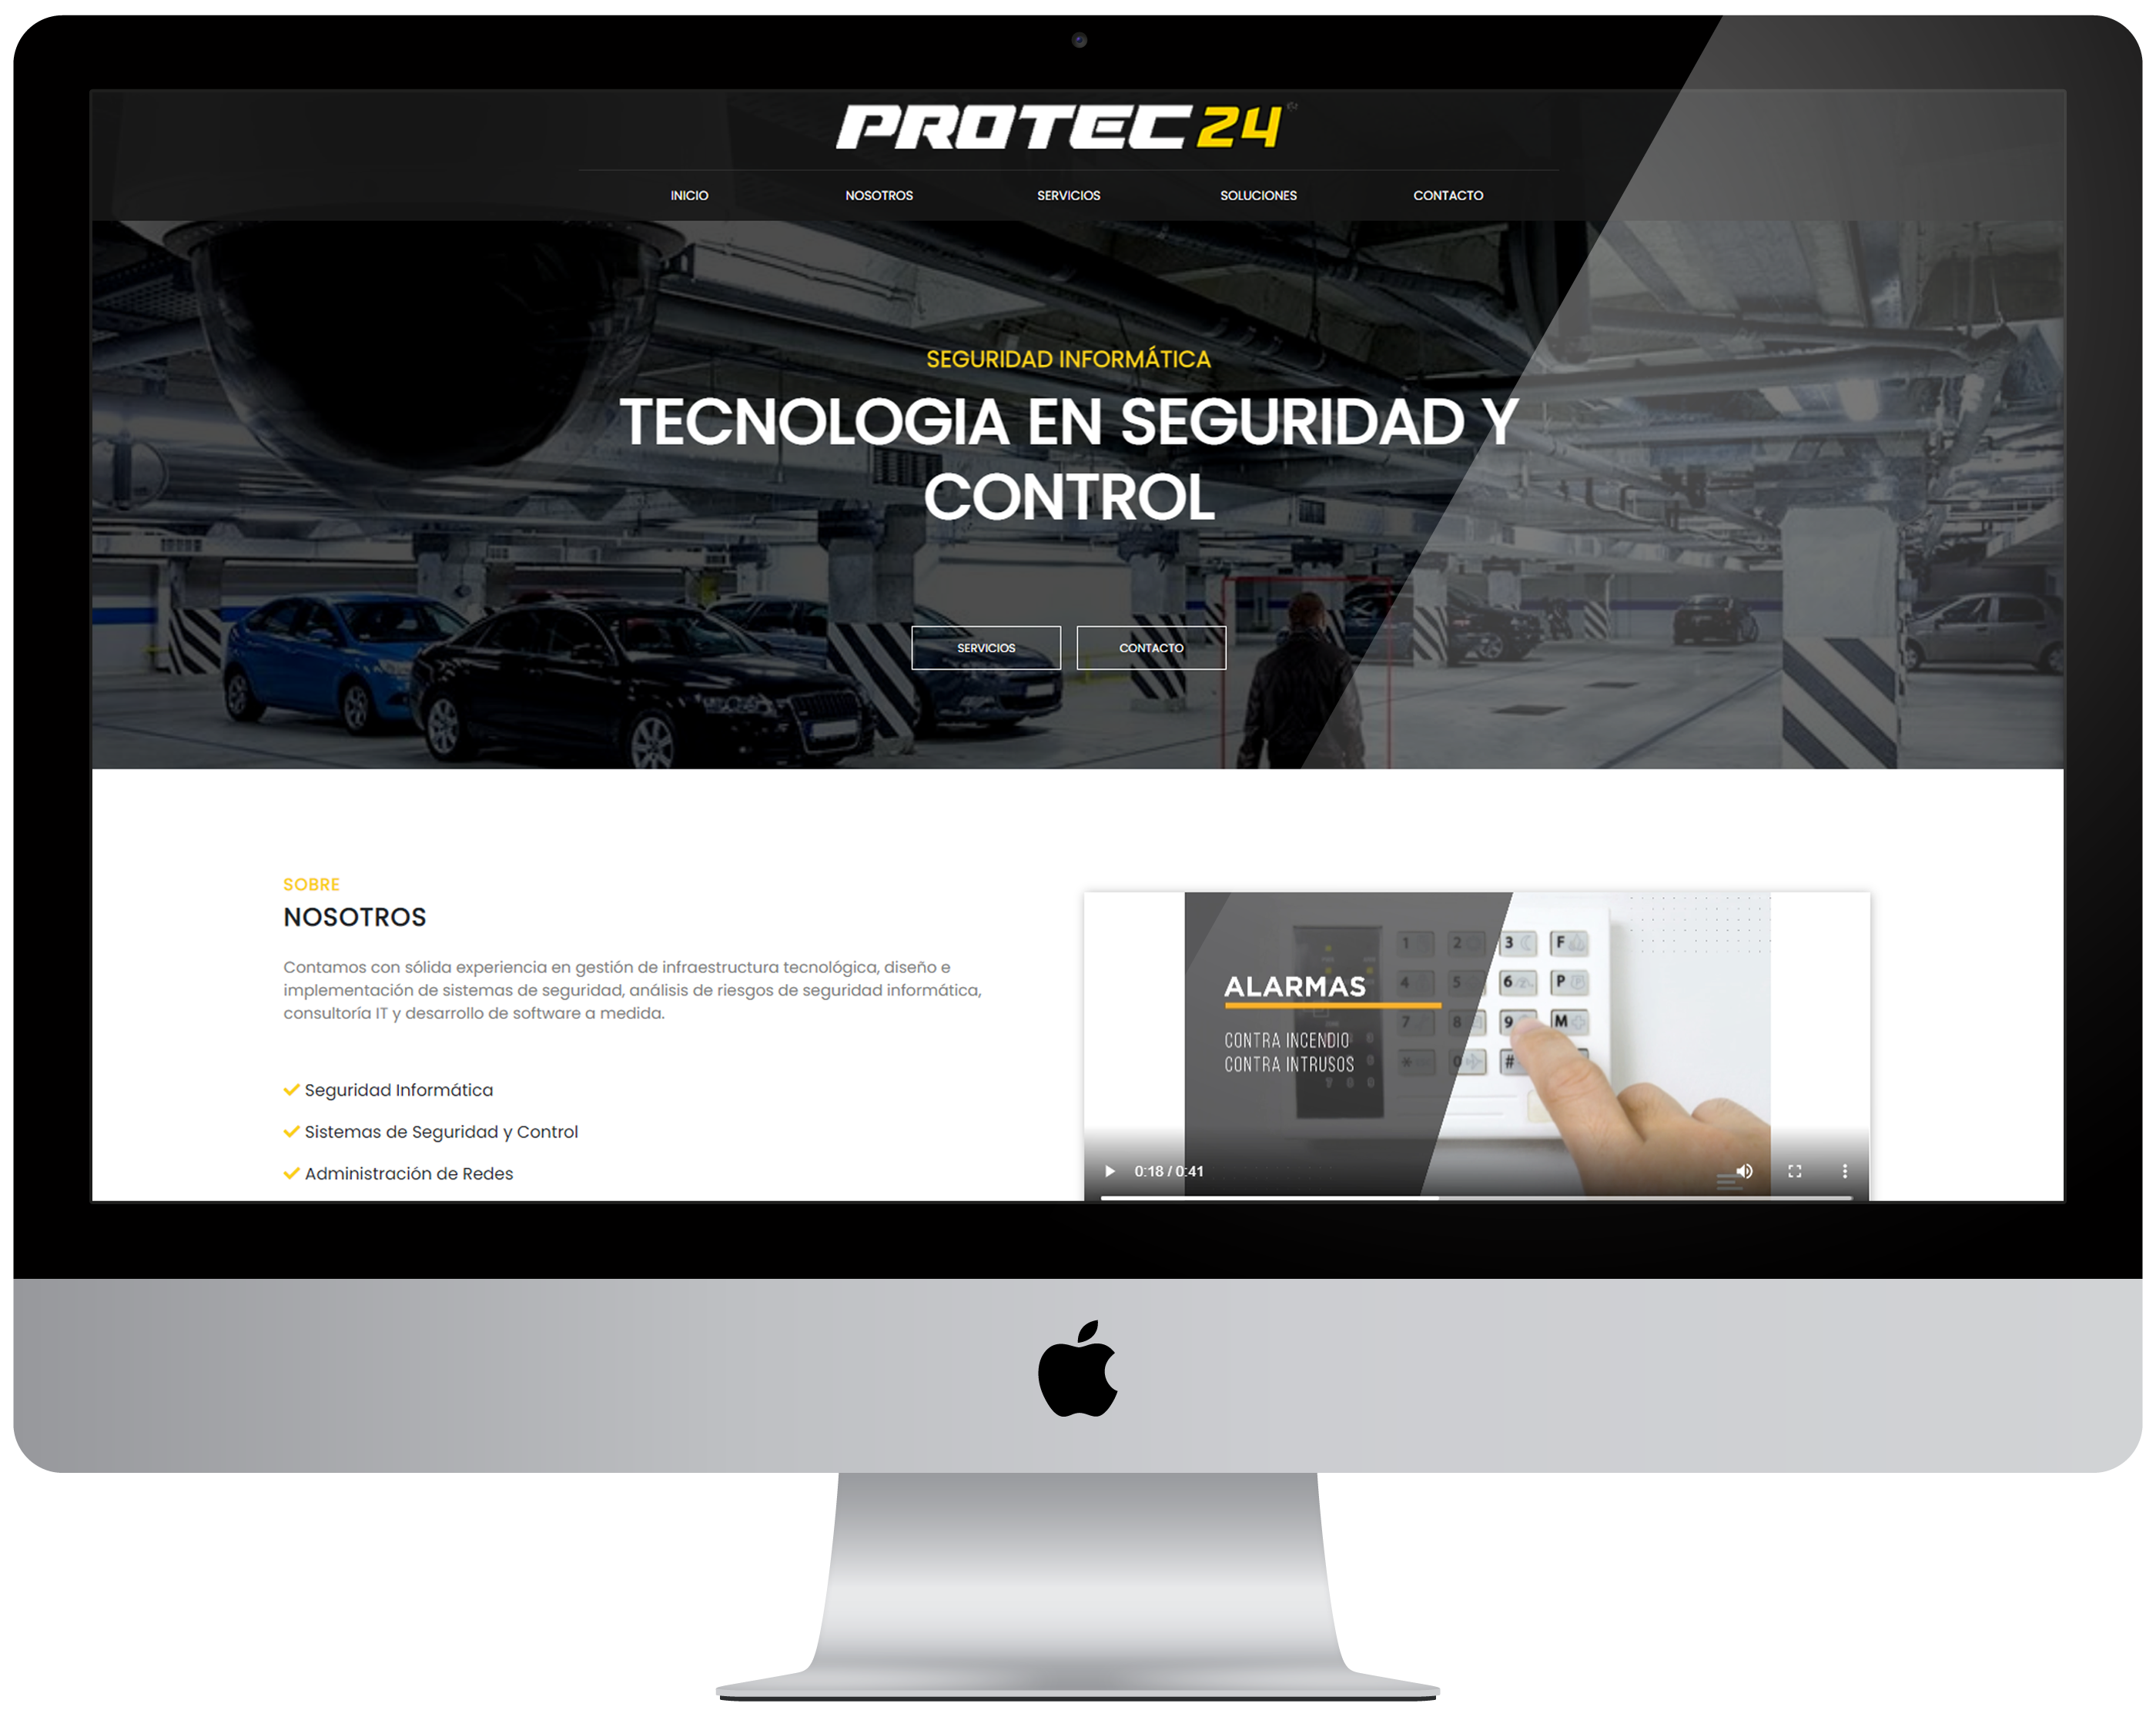 PROTEC24
INICIO NOSOTROS SERVICIOS SOLUCIONES CONTACTO
SEGURIDAD INFORMÁTICA
TECNOLOGIA EN SEGURIDAD Y
CONTROL
SERVICIOS CONTACTO
SOBRE
NOSOTROS
Contamos con sólida experiencia en gestión de infraestructura tecnológica, diseño e
implementación de sistemas de seguridad, análisis de riesgos de seguridad informática,
consultoría IT y desarrollo de software a medida.
Seguridad Informática
Sistemas de Seguridad y Control
Administración de Redes
ALARMAS
CONTRA INCENDIO
CONTRA INTRUSOS
1 2 3 F
4 5 6 P
7 8 9 M
* 0 #
0:18 / 0:41